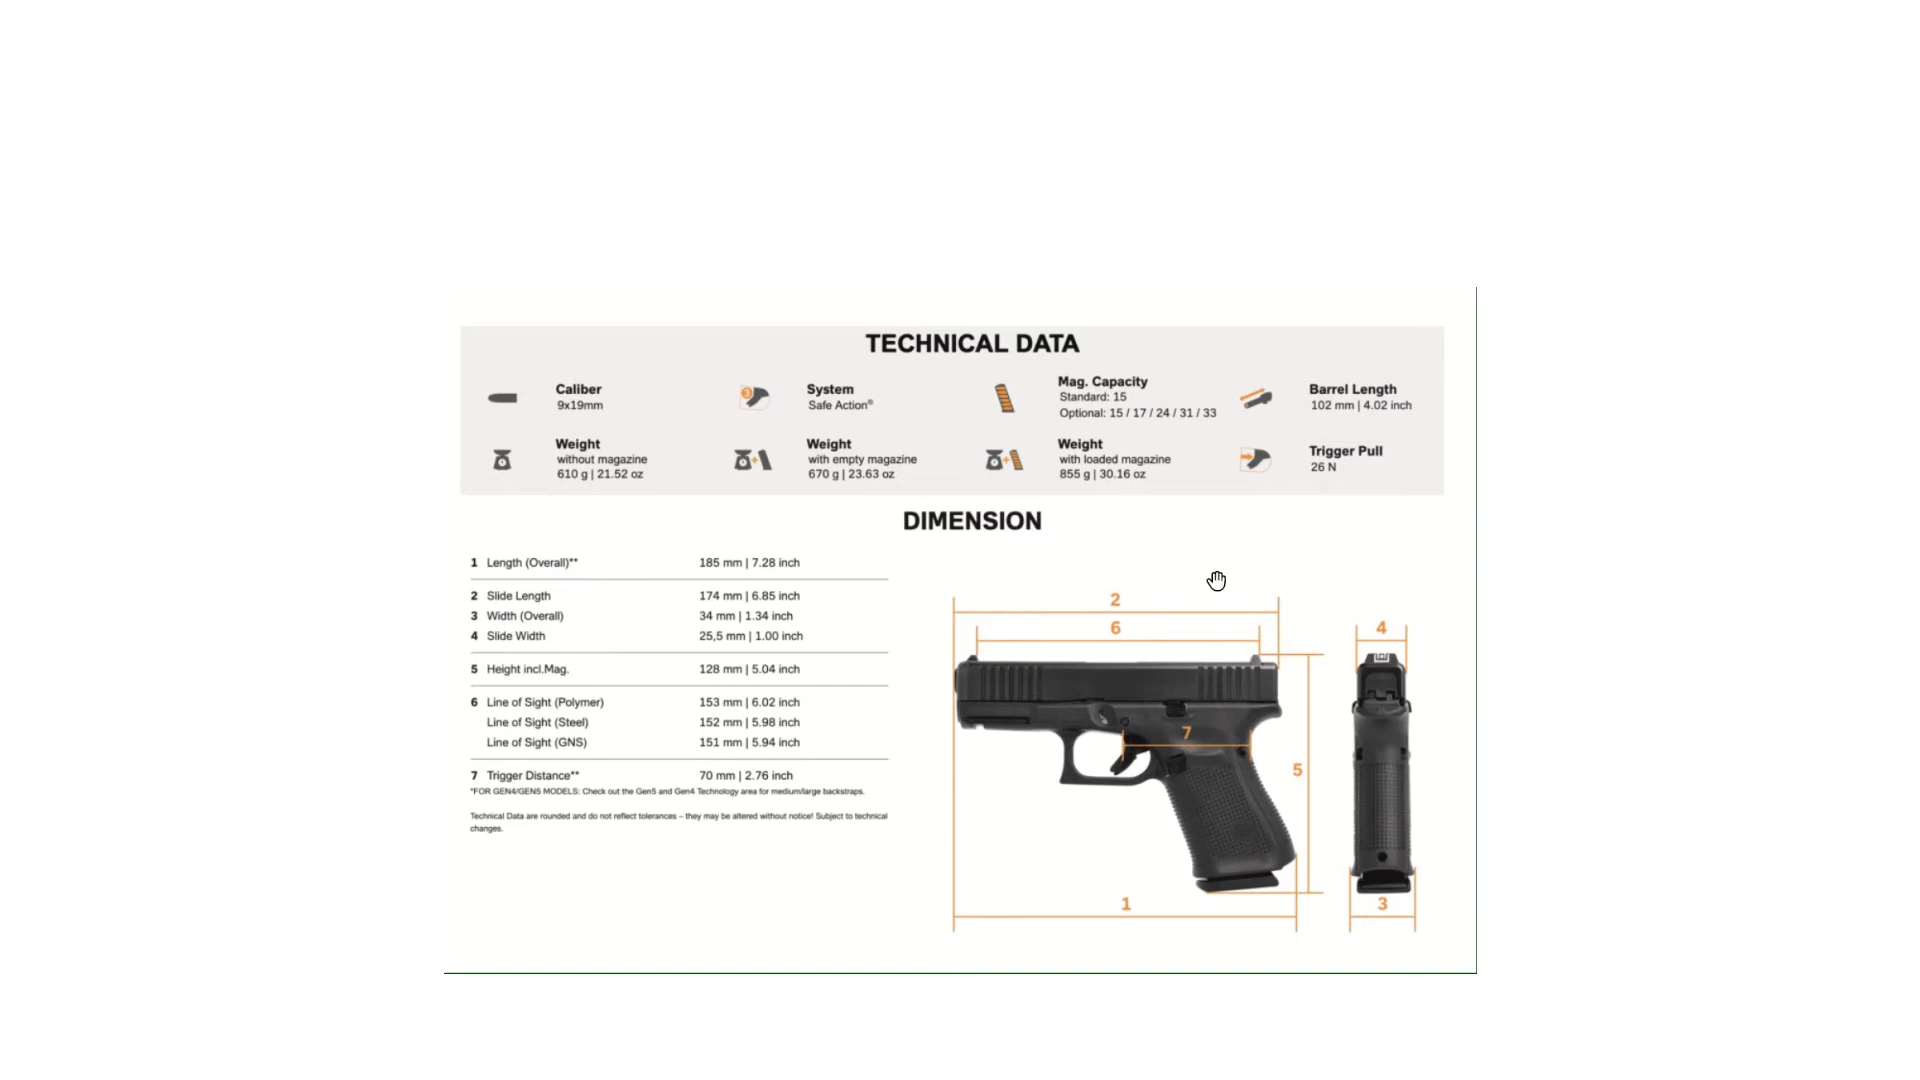 TECHNICAL DATA
Caliber
9x19mm
System
Safe Action®
Mag. Capacity
Standard: 15
Optional: 15 / 17 / 24 / 31 / 33
Barrel Length
102 mm | 4.02 inch
Weight
without magazine
610 g | 21.52 oz
Weight
with empty magazine
670 g | 23.63 oz
Weight
with loaded magazine
855 g | 30.16 oz
Trigger Pull
26 N
DIMENSION
1 Length (Overall)** 185 mm | 7.28 inch
2 Slide Length 174 mm | 6.85 inch
3 Width (Overall) 34 mm | 1.34 inch
4 Slide Width 25,5 mm | 1.00 inch
5 Height incl.Mag. 128 mm | 5.04 inch
6 Line of Sight (Polymer) 153 mm | 6.02 inch
Line of Sight (Steel) 152 mm | 5.98 inch
Line of Sight (GNS) 151 mm | 5.94 inch
7 Trigger Distance** 70 mm | 2.76 inch
*FOR GEN4/GEN5 MODELS: Check out the Gen5 and Gen4 Technology area for medium/large backstraps.
Technical Data are rounded and do not reflect tolerances – they may be altered without notice! Subject to technical
changes.
2
6
7
5
1
4
3